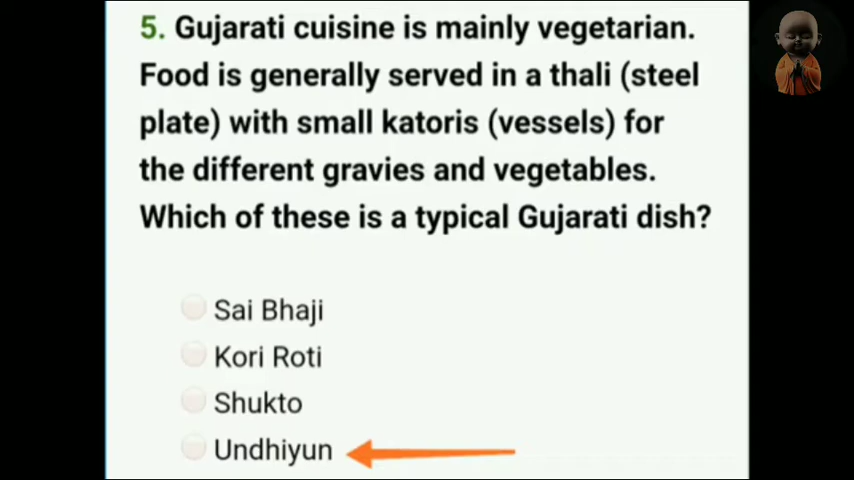 5. Gujarati cuisine is mainly vegetarian.
Food is generally served in a thali (steel
plate) with small katoris (vessels) for
the different gravies and vegetables.
Which of these is a typical Gujarati dish?
Sai Bhaji
Kori Roti
Shukto
Undhiyun